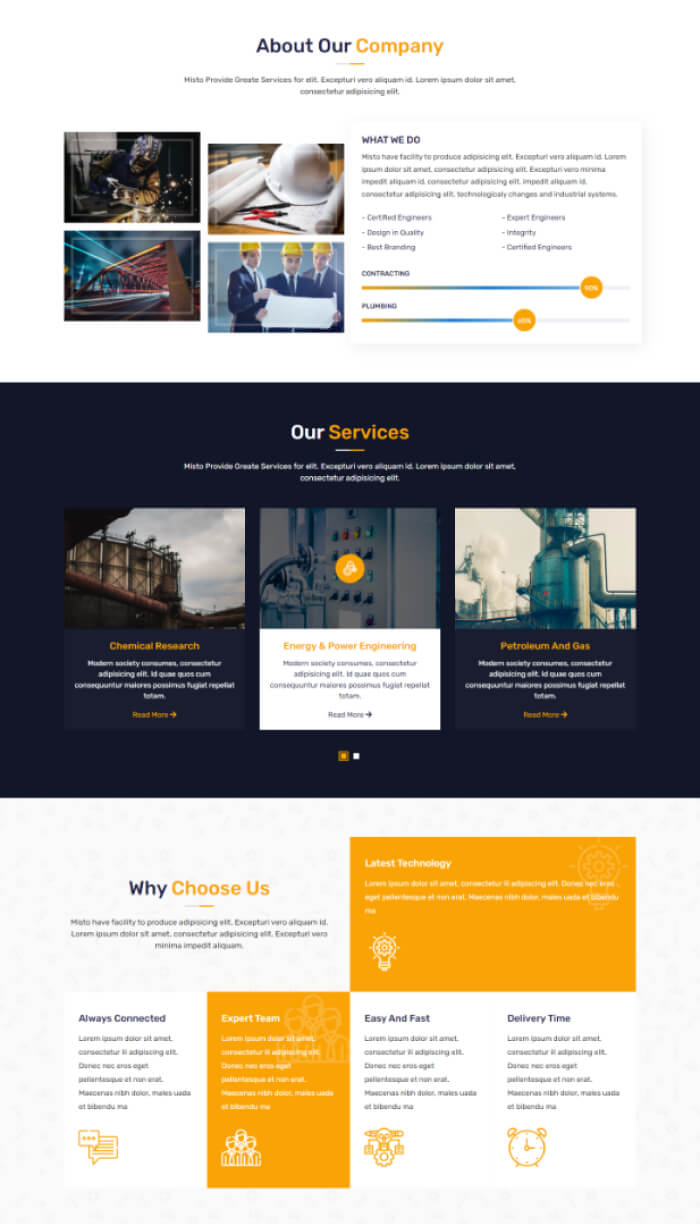 About Our Company
Misto Provide Greate Services for elit. Excepturi vero aliquam id. Lorem ipsum dolor sit amet,
consectetur adipisicing elit.
WHAT WE DO
Misto have facility to produce adipisicing elit. Excepturi vero aliquam id. Lorem ipsum
dolor sit amet, consectetur adipisicing elit. Excepturi vero minima
impedit aliquam id. consectetur adipisicing elit. impedit aliquam id.
consectetur adipisicing elit. technologicaly changes and industrial systems.
- Certified Engineers
- Expert Engineers
- Design in Quality
- Integrity
- Best Branding
- Certified Engineers
CONTRACTING
90%
PLUMBING
65%
Our Services
Misto Provide Greate Services for elit. Excepturi vero aliquam id. Lorem ipsum dolor sit amet,
consectetur adipisicing elit.
Chemical Research
Modern society consumes, consectetur
adipisicing elit. Id quae quos cum
consequuntur maiores possimus fugiat repellat
totam.
Read More
Energy & Power Engineering
Modern society consumes, consectetur
adipisicing elit. Id quae quos cum
consequuntur maiores possimus fugiat repellat
totam.
Read More
Petroleum And Gas
Modern society consumes, consectetur
adipisicing elit. Id quae quos cum
consequuntur maiores possimus fugiat repellat
totam.
Read More
Why Choose Us
Misto have facility to produce adipisicing elit. Excepturi vero aliquam id.
Lorem ipsum dolor sit amet, consectetur adipisicing elit. Excepturi vero
minima impedit aliquam.
Latest Technology
Lorem ipsum dolor sit amet, consectetur ili adipiscing elit. Donec nec eros
eget pellentesque et non erat. Maecenas nibh dolor, males uada et bibendu
ma
Always Connected
Lorem ipsum dolor sit amet,
consectetur ili adipiscing elit.
Donec nec eros eget
pellentesque et non erat.
Maecenas nibh dolor, males uada
et bibendu ma
Expert Team
Lorem ipsum dolor sit amet,
consectetur ili adipiscing elit.
Donec nec eros eget
pellentesque et non erat.
Maecenas nibh dolor, males uada
et bibendu ma
Easy And Fast
Lorem ipsum dolor sit amet,
consectetur ili adipiscing elit.
Donec nec eros eget
pellentesque et non erat.
Maecenas nibh dolor, males uada
et bibendu ma
Delivery Time
Lorem ipsum dolor sit amet,
consectetur ili adipiscing elit.
Donec nec eros eget
pellentesque et non erat.
Maecenas nibh dolor, males uada
et bibendu ma